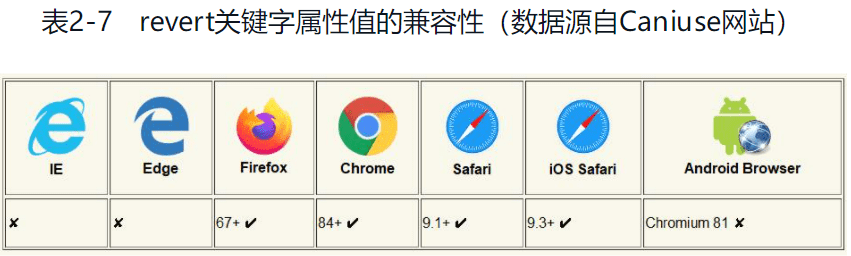 表2-7 revert关键字属性值的兼容性（数据源自Caniuse网站）
IE Edge Firefox Chrome Safari iOS Safari Android Browser
✘ ✘ 67+ ✔ 84+ ✔ 9.1+ ✔ 9.3+ ✔ Chromium 81 ✘